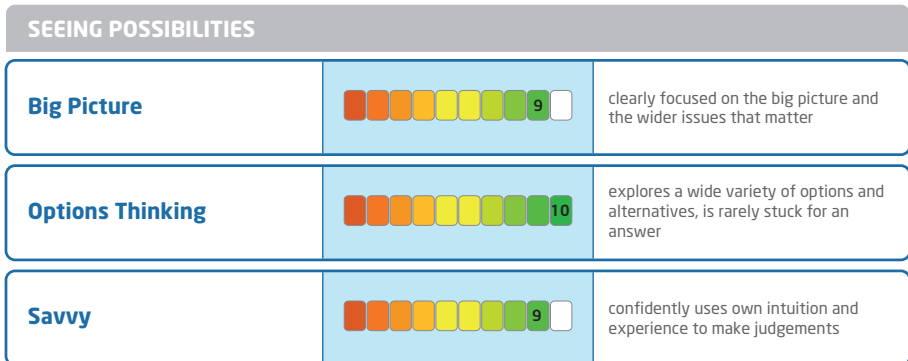 SEEING POSSIBILITIES
Big Picture
9
clearly focused on the big picture and
the wider issues that matter
Options Thinking
10
explores a wide variety of options and
alternatives, is rarely stuck for an
answer
Savvy
9
confidently uses own intuition and
experience to make judgements